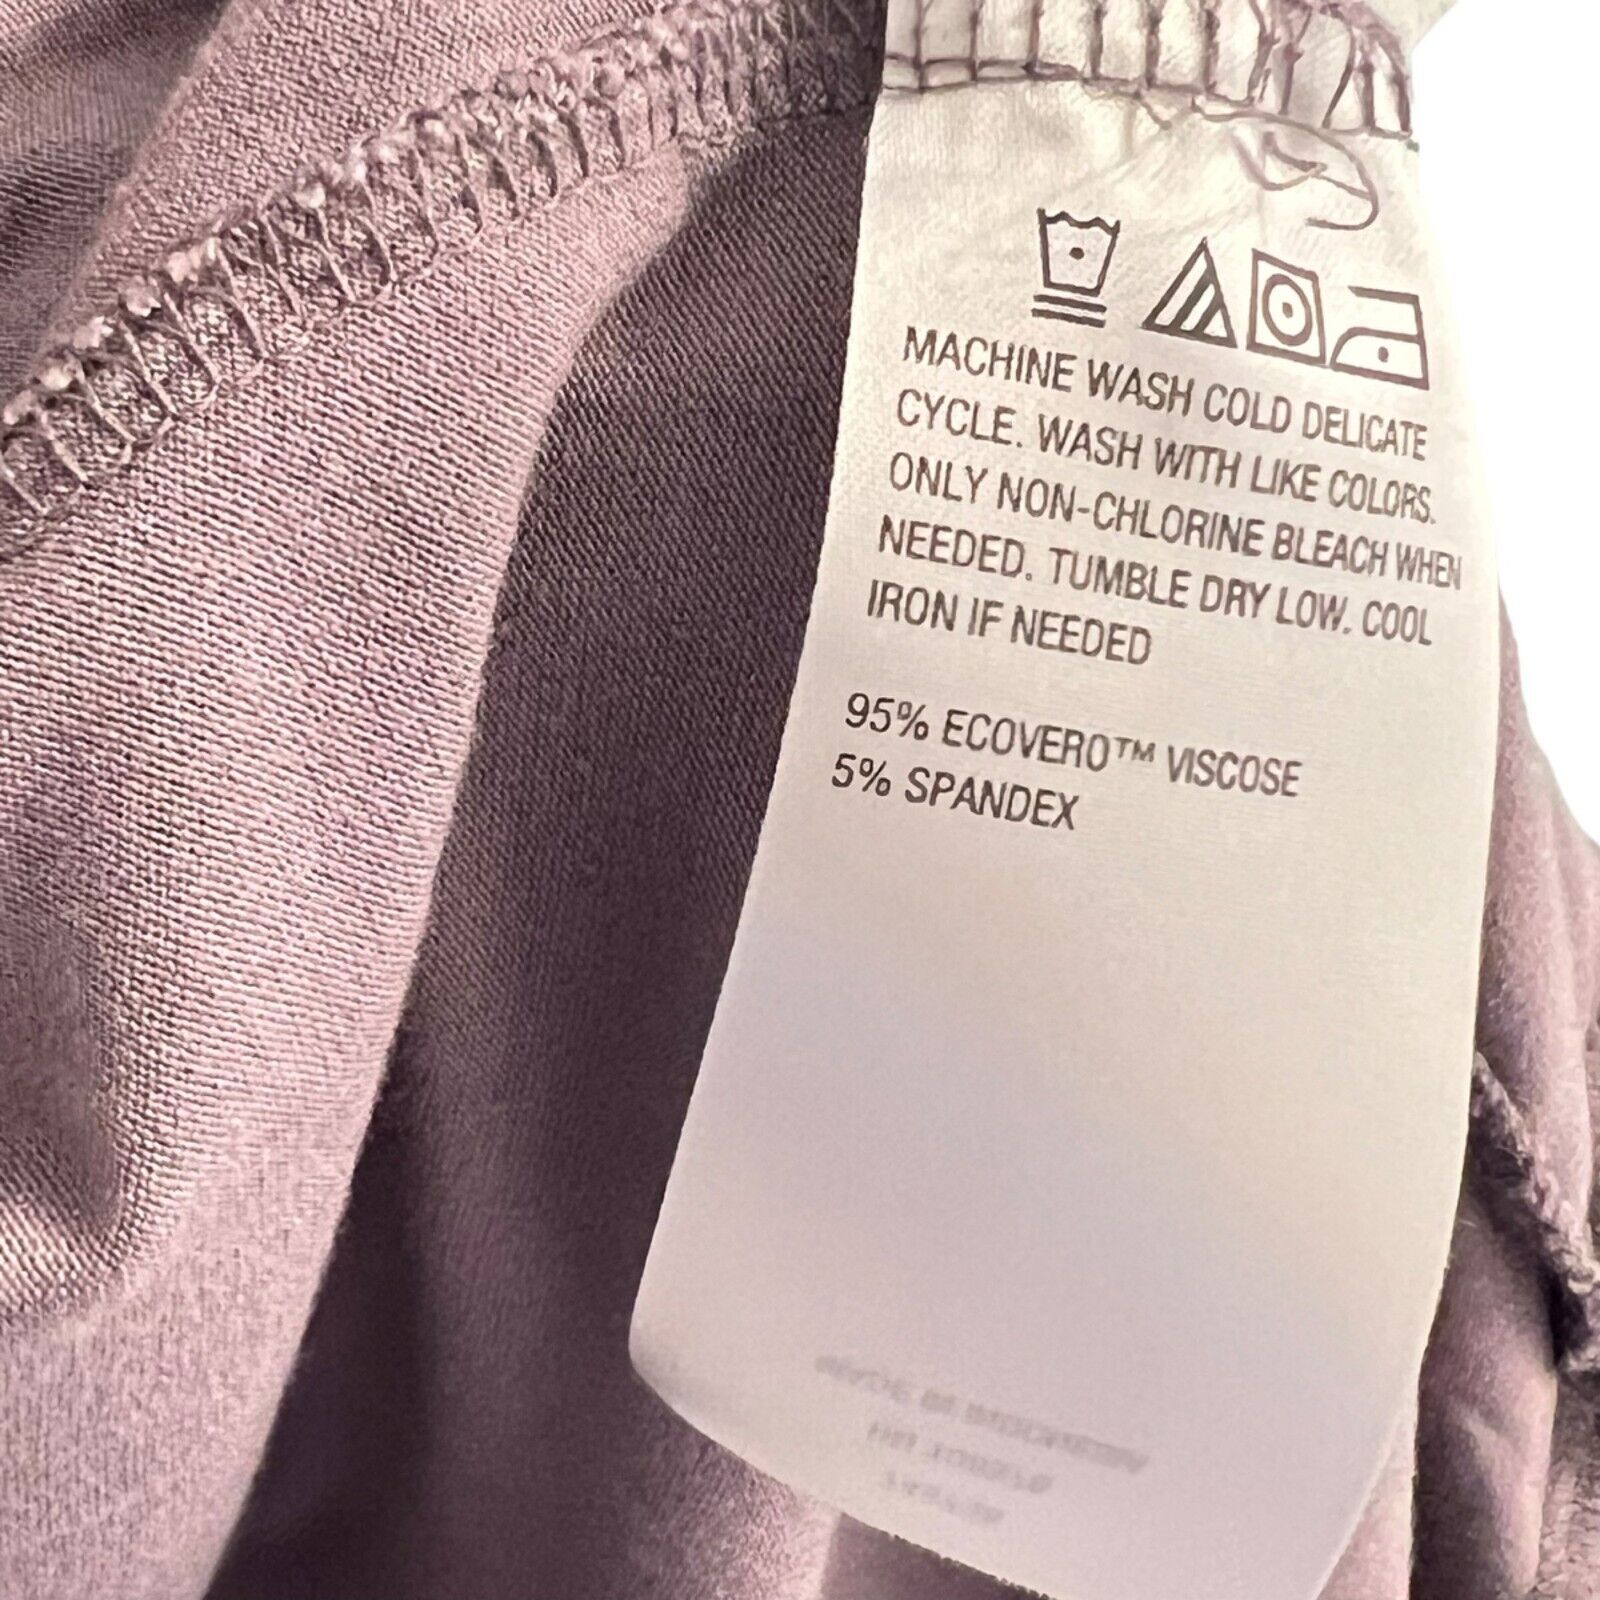 MACHINE WASH COLD DELICATE
CYCLE. WASH WITH LIKE COLORS.
ONLY NON-CHLORINE BLEACH WHEN
NEEDED. TUMBLE DRY LOW. COOL
IRON IF NEEDED
95% ECOVERO™ VISCOSE
5% SPANDEX